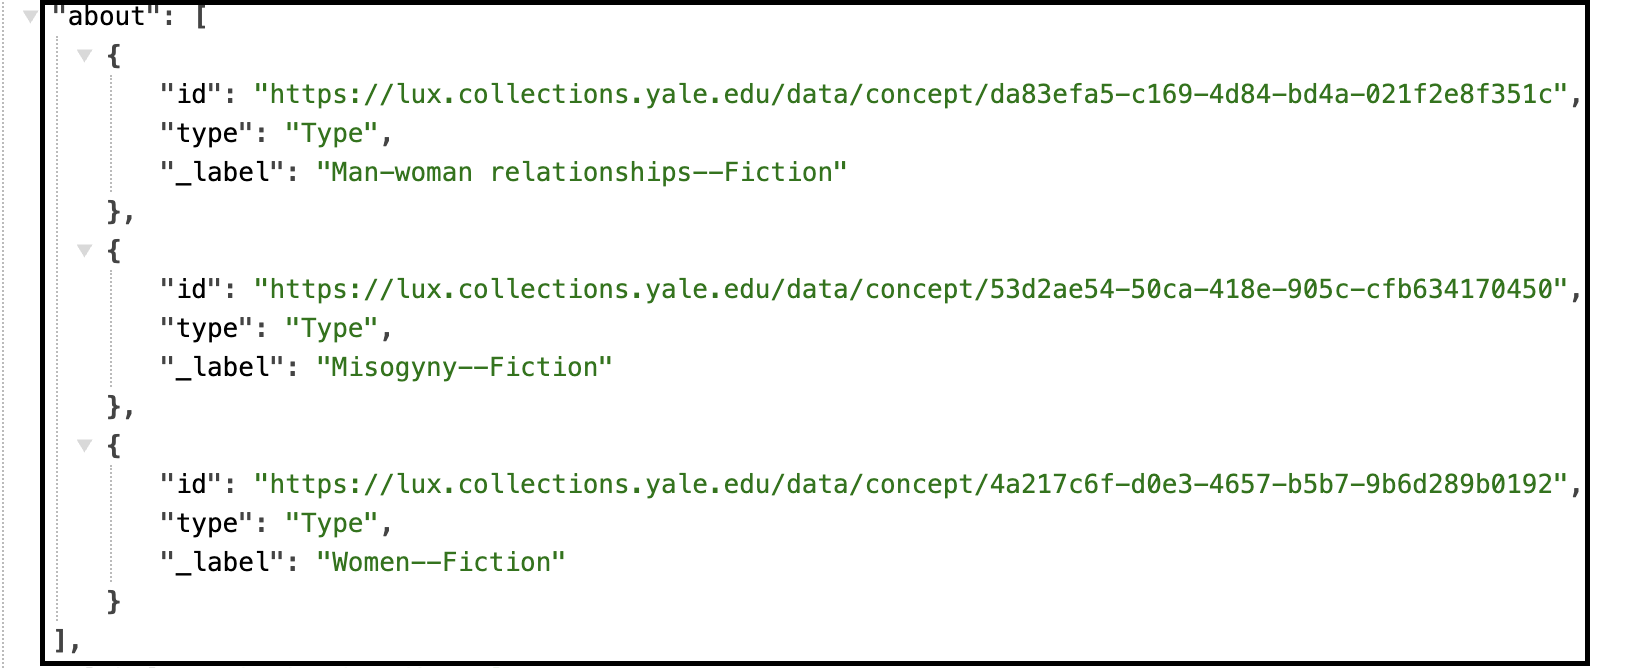 "about": [
{
"id": "https://lux.collections.yale.edu/data/concept/da83efa5-c169-4d84-bd4a-021f2e8f351c",
"type": "Type",
"_label": "Man-woman relationships--Fiction"
},
{
"id": "https://lux.collections.yale.edu/data/concept/53d2ae54-50ca-418e-905c-cfb634170450",
"type": "Type",
"_label": "Misogyny--Fiction"
},
{
"id": "https://lux.collections.yale.edu/data/concept/4a217c6f-d0e3-4657-b5b7-9b6d289b0192",
"type": "Type",
"_label": "Women--Fiction"
}
],